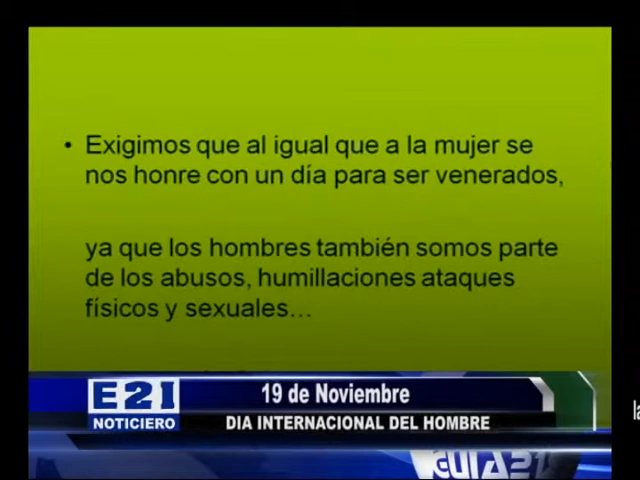 • Exigimos que al igual que a la mujer se
nos honre con un día para ser venerados,
ya que los hombres también somos parte
de los abusos, humillaciones ataques
físicos y sexuales...
E21
NOTICIERO
19 de Noviembre
DIA INTERNACIONAL DEL HOMBRE